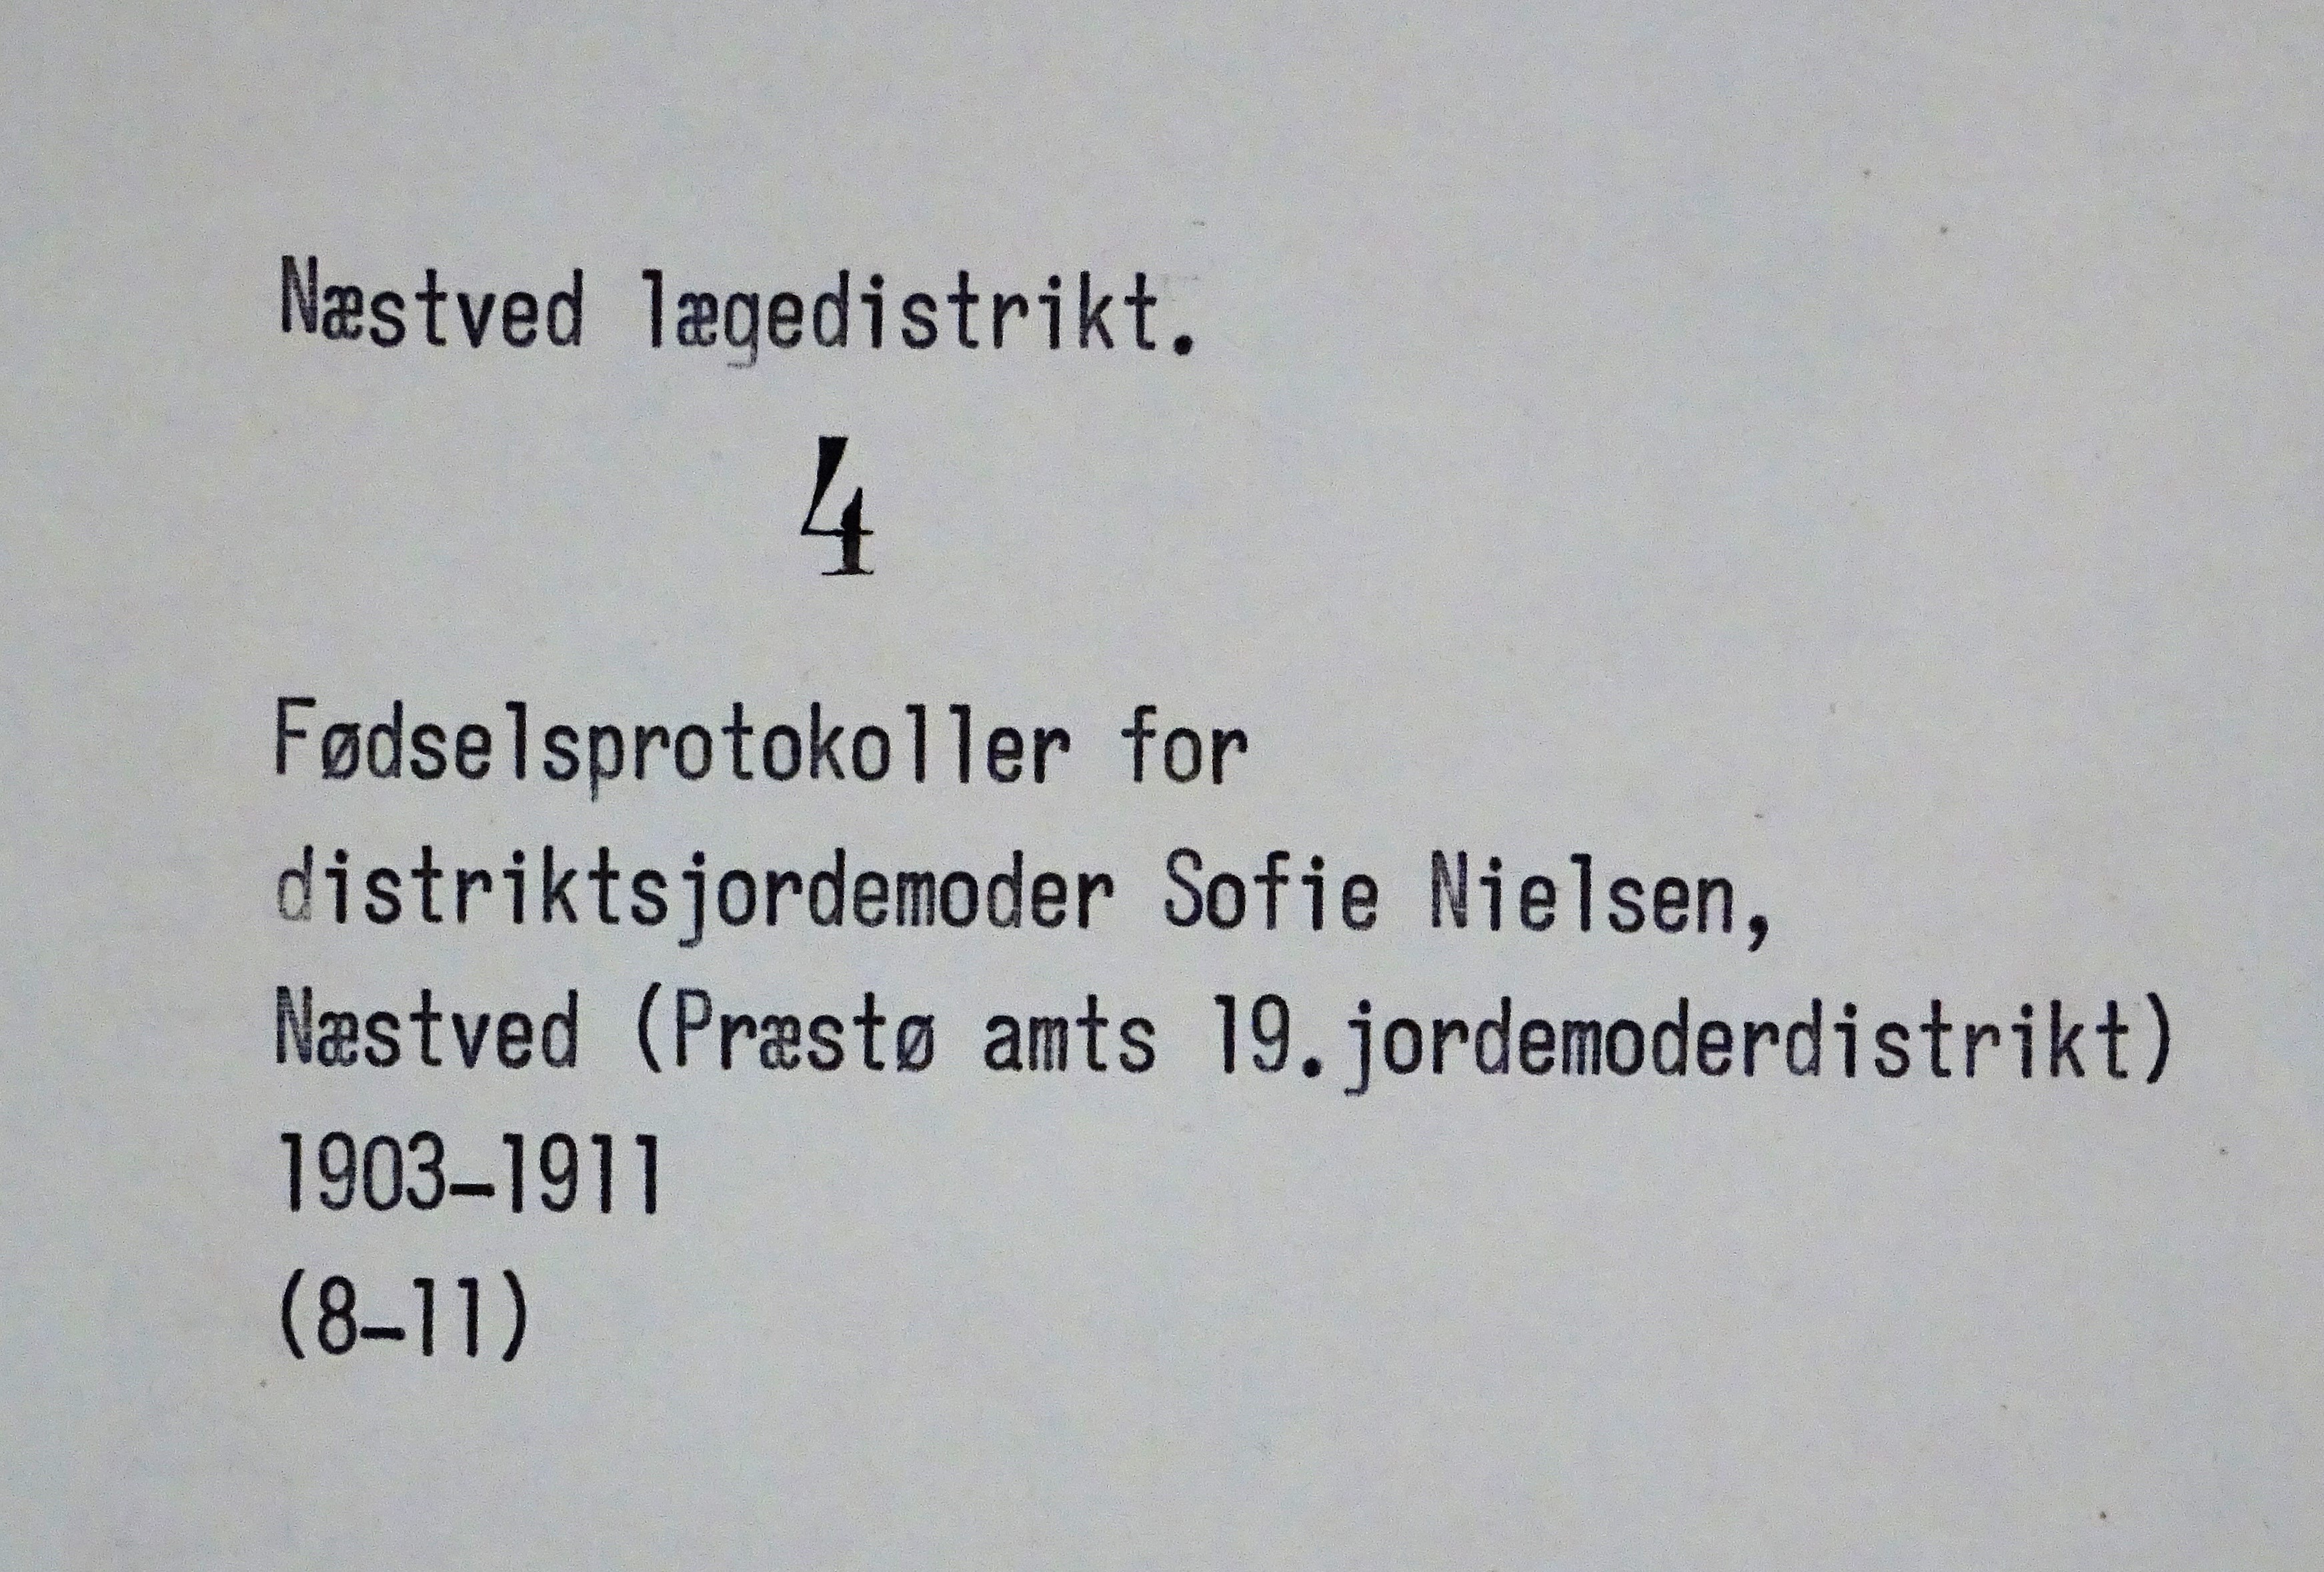 Næstved lægedistrikt.
4
Fødselsprotokoller for
distriktsjordemoder Sofie Nielsen,
Næstved (Præstø amts 19.jordemoderdistrikt)
1903-1911
(8-11)